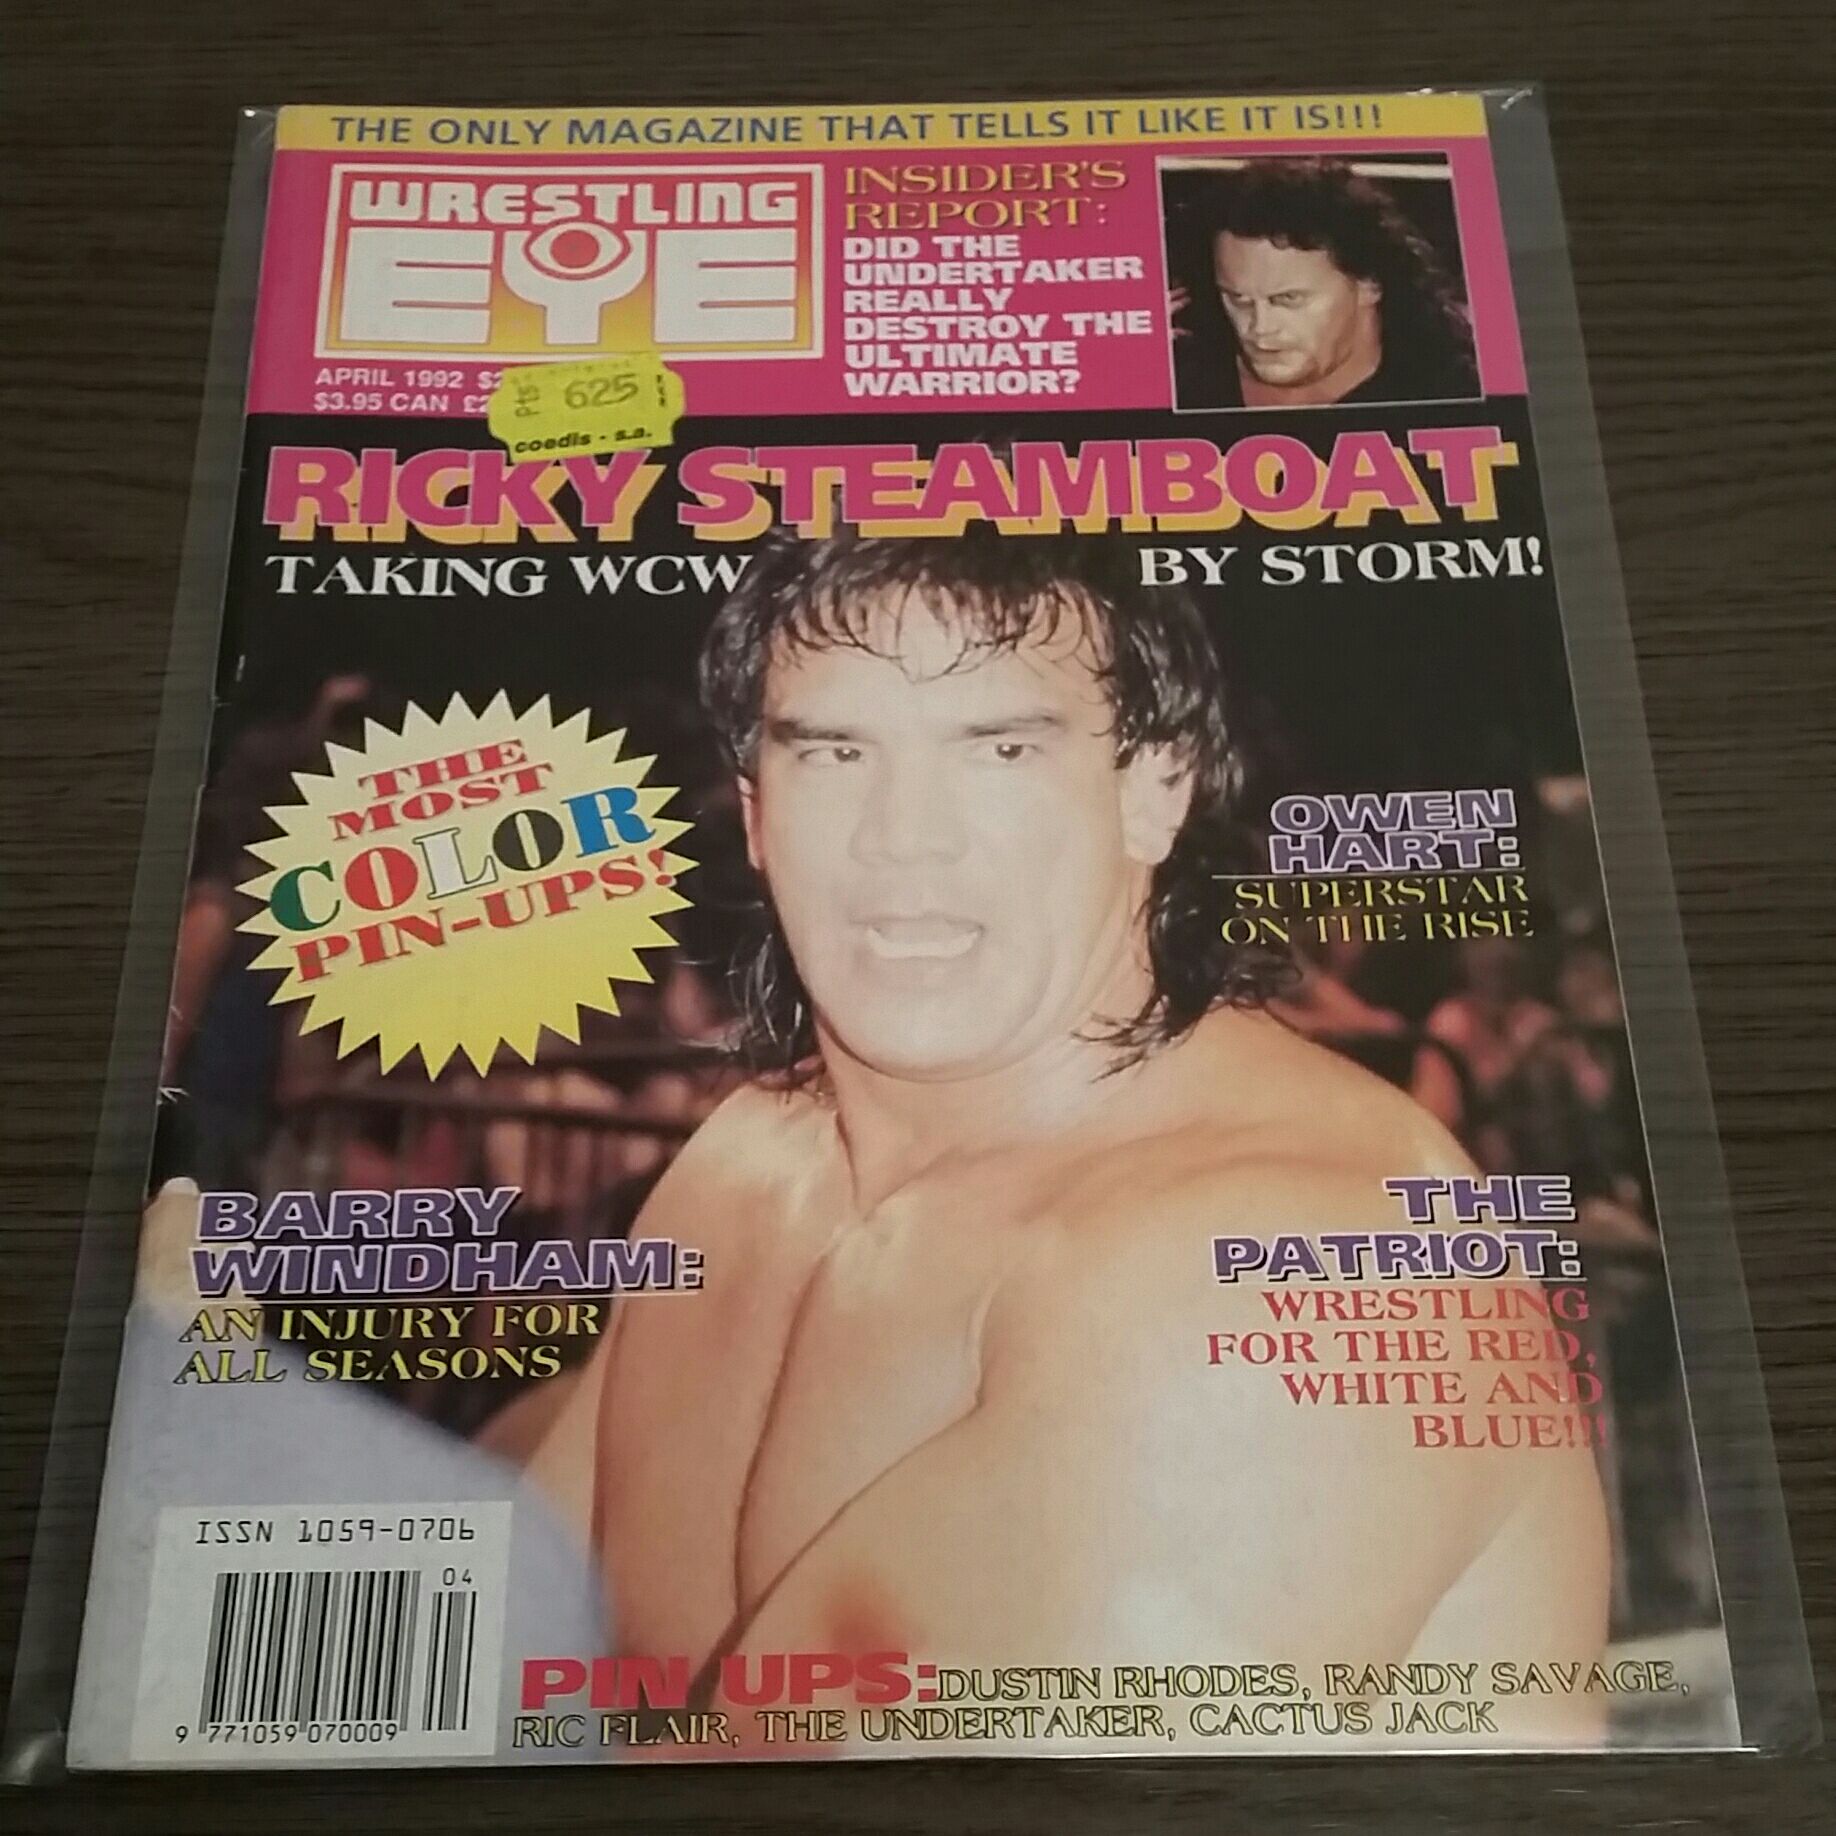 THE ONLY MAGAZINE THAT TELLS IT LIKE IT IS!!!
WRESTLING
EYE
APRIL 1992
$3.95 CAN
INSIDER'S
REPORT:
DID THE
UNDERTAKER
REALLY
DESTROY THE
ULTIMATE
WARRIOR?
Pts 625
coedis - s.a.
RICKY STEAMBOAT
TAKING WCW BY STORM!
THE
MOST
COLOR
PIN-UPS!
OWEN
HART:
SUPERSTAR
ON THE RISE
BARRY
WINDHAM:
AN INJURY FOR
ALL SEASONS
THE
PATRIOT:
WRESTLING
FOR THE RED,
WHITE AND
BLUE!!!
ISSN 1059-0706
04
9 771059 070009
PIN UPS: DUSTIN RHODES, RANDY SAVAGE,
RIC FLAIR, THE UNDERTAKER, CACTUS JACK